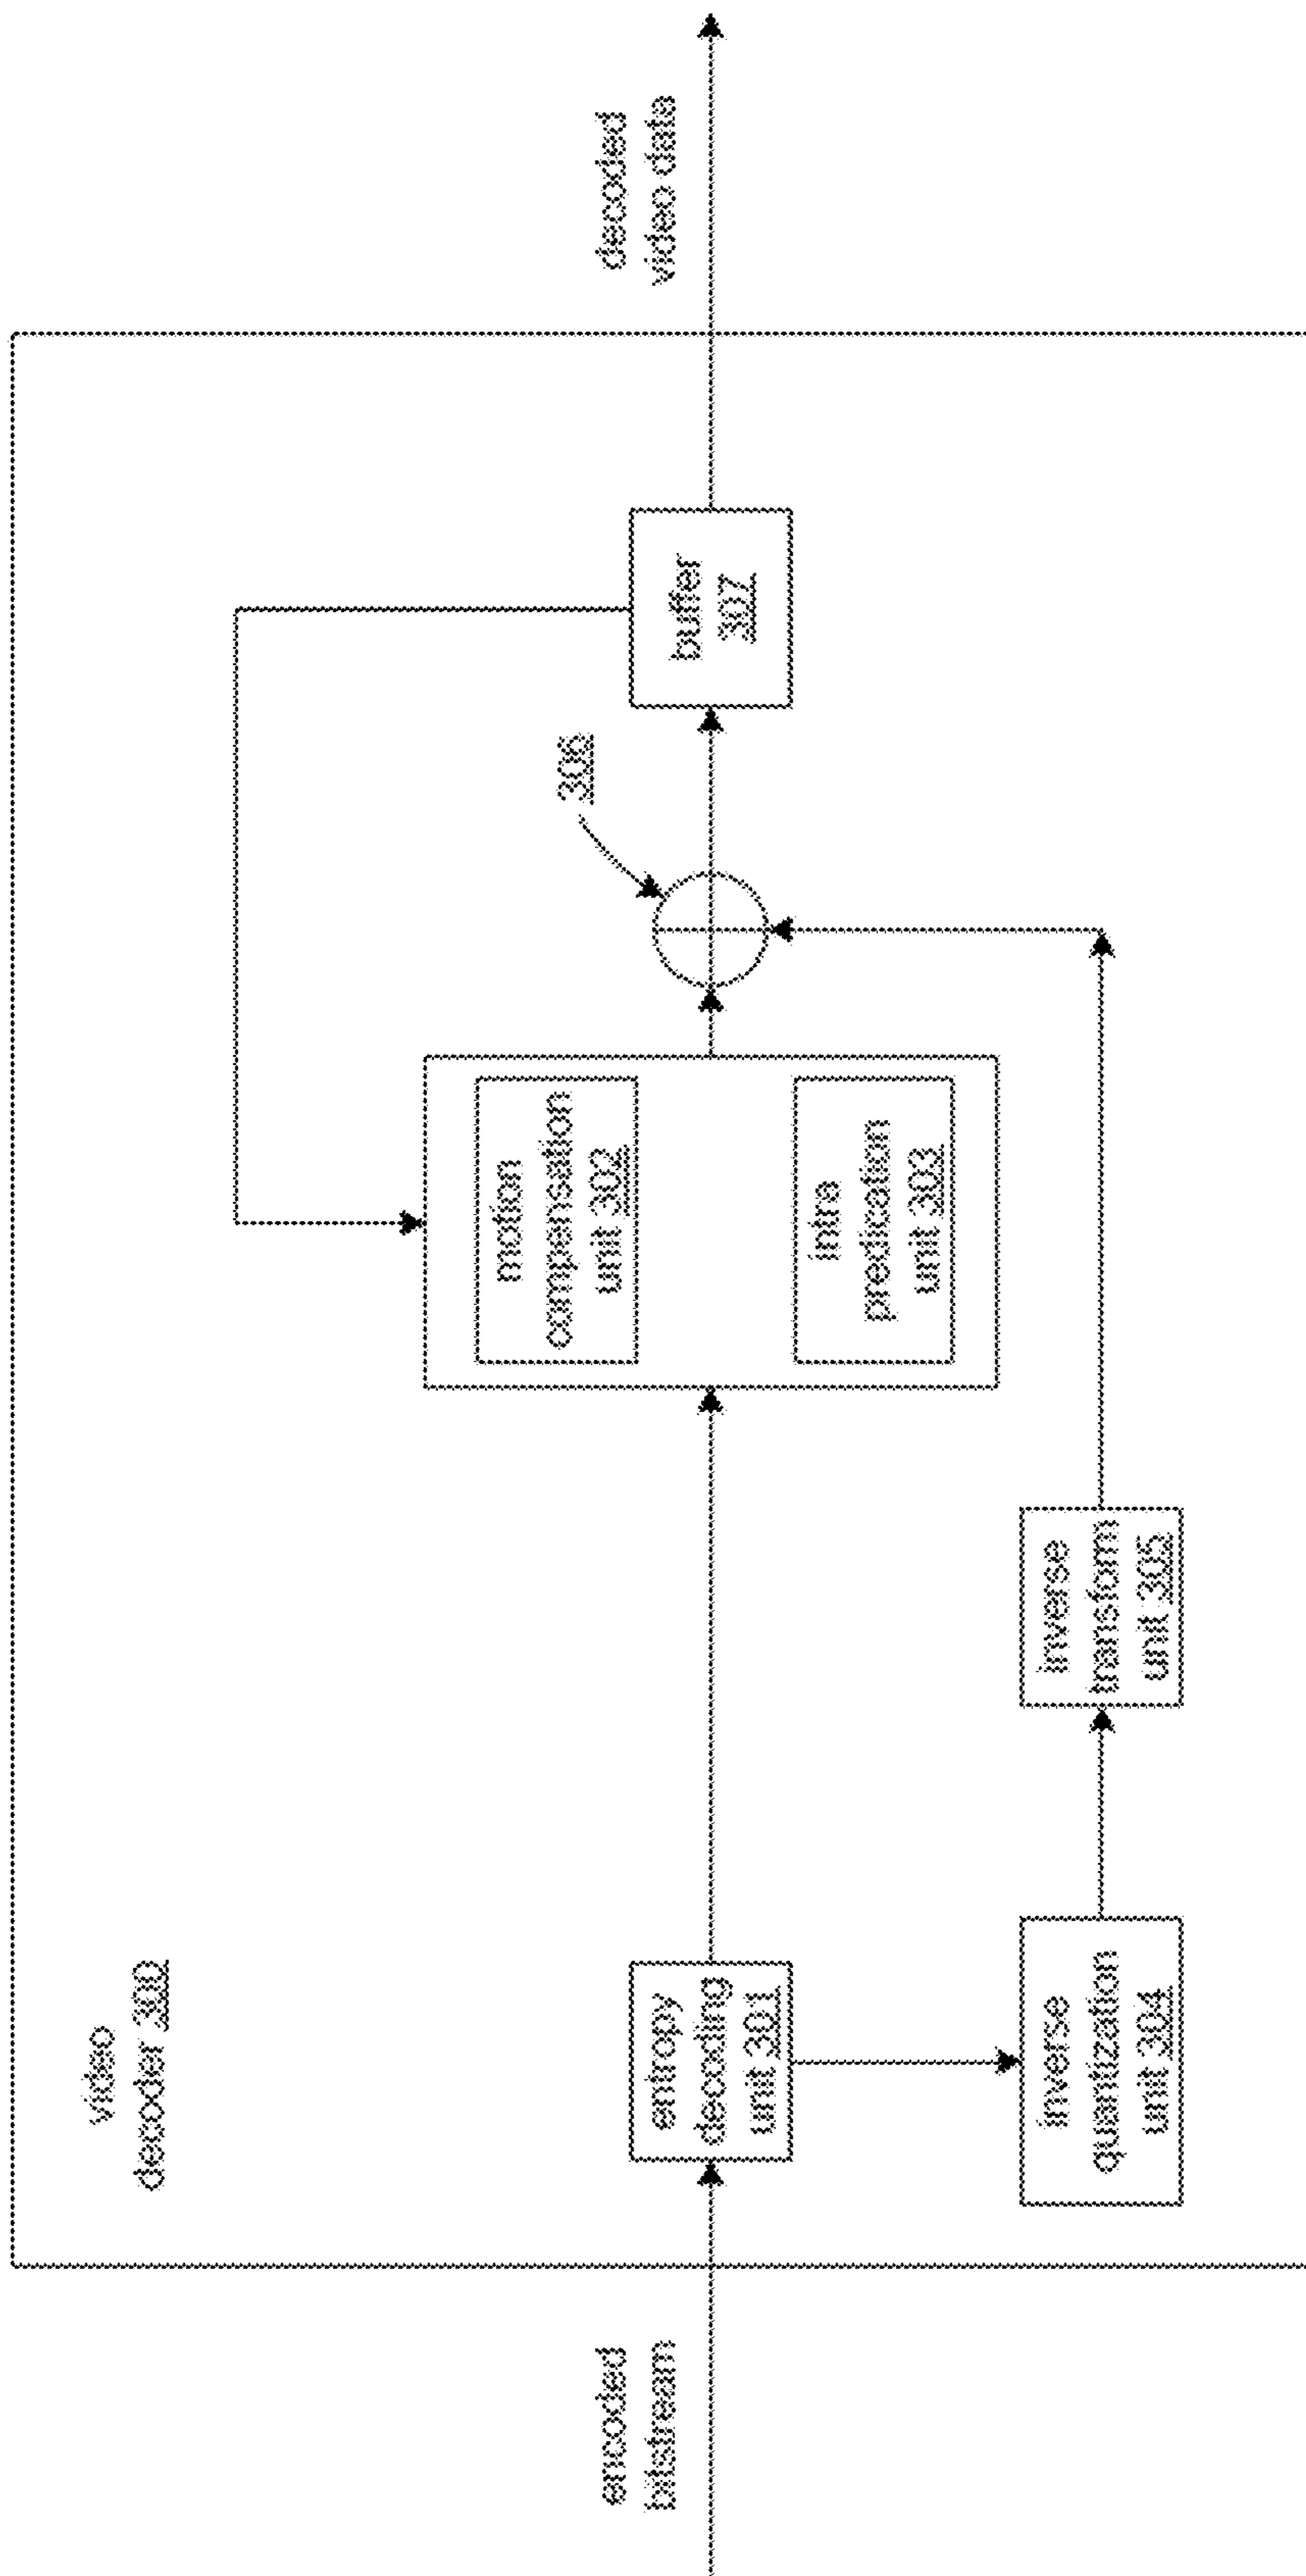 video
decoder 300
encoded
bitstream
entropy
decoding
unit 301
inverse
quantization
unit 304
inverse
transform
unit 305
motion
compensation
unit 302
intra
predication
unit 303
306
buffer
307
decoded
video data